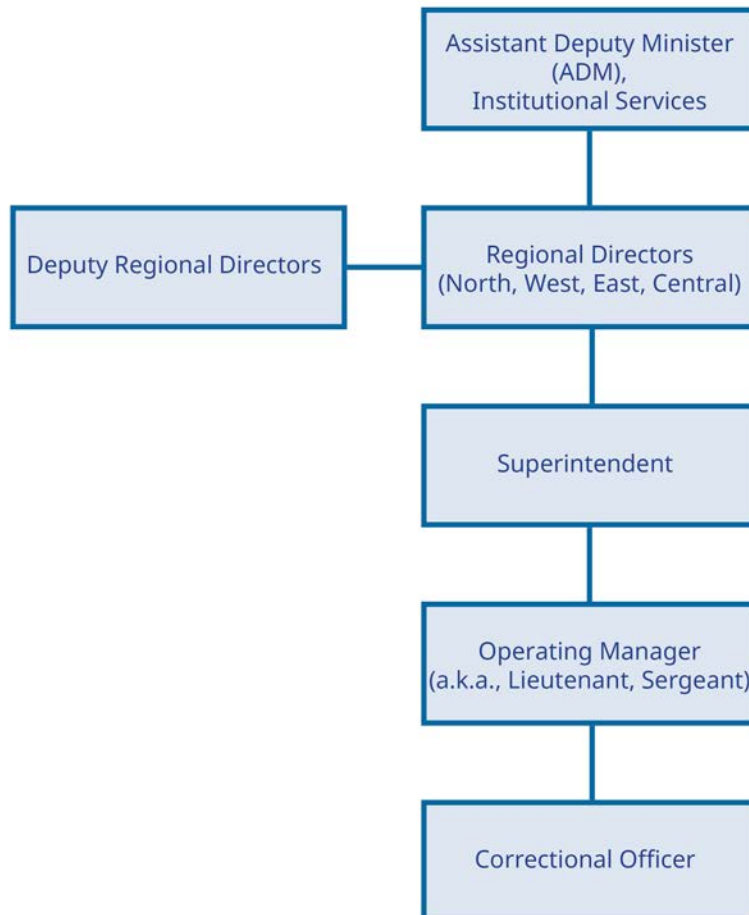 Assistant Deputy Minister
(ADM),
Institutional Services
Deputy Regional Directors
Regional Directors
(North, West, East, Central)
Superintendent
Operating Manager
(a.k.a., Lieutenant, Sergeant)
Correctional Officer